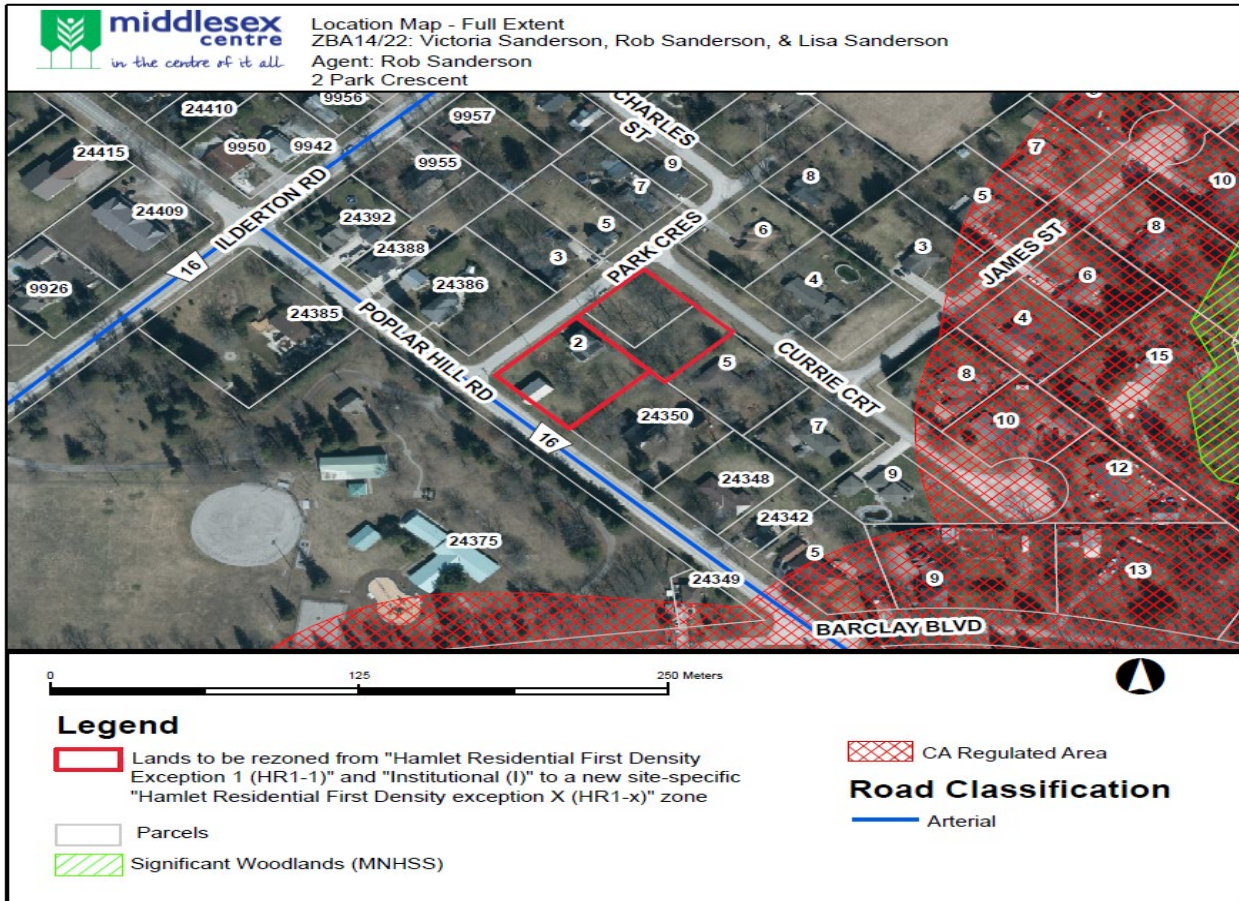 middlesex
centre
in the centre of it all
Location Map - Full Extent
ZBA14/22: Victoria Sanderson, Rob Sanderson, & Lisa Sanderson
Agent: Rob Sanderson
2 Park Crescent
24410
9956
9957
CHARLES
ST
24415
9950
9942
9955
9
7
7
8
10
24409
ILDERTON RD
24392
5
5
8
16
24388
6
3
JAMES ST
9926
24386
3
PARK CRES
4
6
24385
POPLAR HILL RD
2
4
5
CURRIE CRT
15
8
24350
7
10
16
24348
9
12
24342
24375
5
24349
9
13
BARCLAY BLVD
0
125
250 Meters
Legend
Lands to be rezoned from "Hamlet Residential First Density
Exception 1 (HR1-1)" and "Institutional (I)" to a new site-specific
"Hamlet Residential First Density exception X (HR1-x)" zone
Parcels
Significant Woodlands (MNHSS)
CA Regulated Area
Road Classification
Arterial